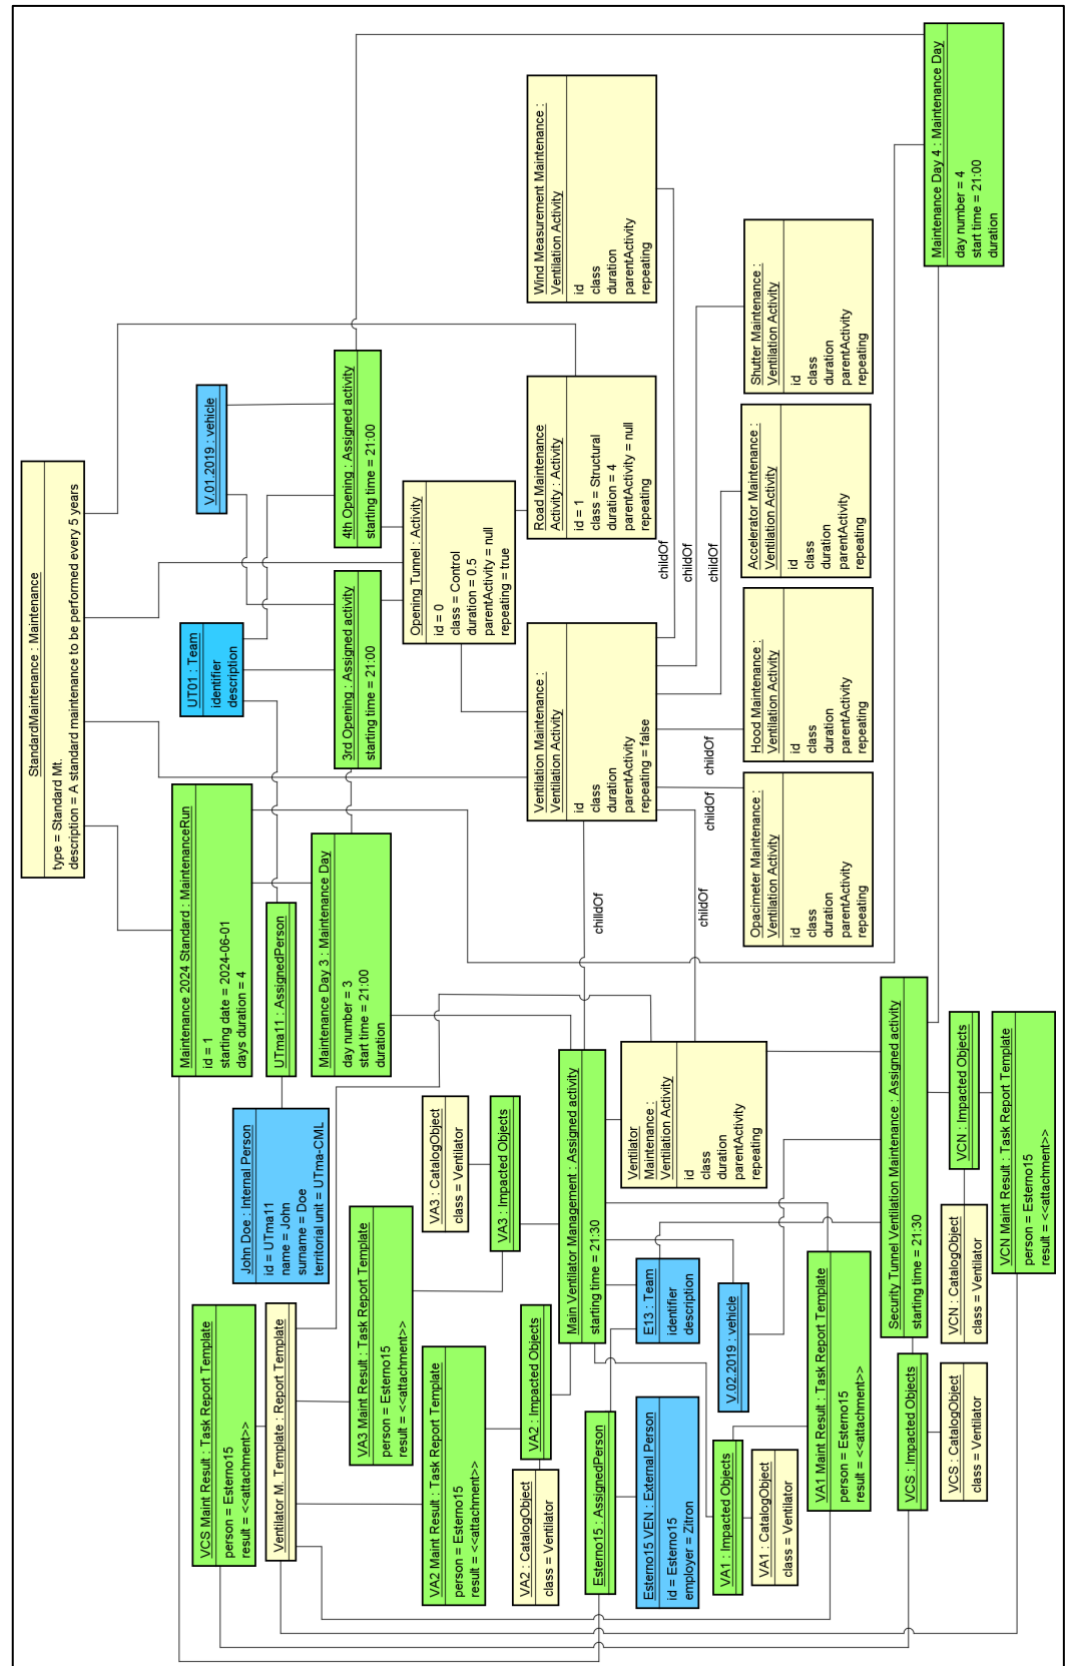 StandardMaintenance : Maintenance
type = Standard Mt.
description = A standard maintenance to be performed every 5 years
Maintenance 2024 Standard : MaintenanceRun
id = 1
starting date = 2024-06-01
days duration = 4
UT01 : Team
identifier
description
V.01.2019 : vehicle
UTma11 : AssignedPerson
John Doe : Internal Person
id = UTma11
name = John
surname = Doe
territorial unit = UTma-CML
Maintenance Day 3 : Maintenance Day
day number = 3
start time = 21:00
duration
3rd Opening : Assigned activity
starting time = 21:00
4th Opening : Assigned activity
starting time = 21:00
Opening Tunnel : Activity
id = 0
class = Control
duration = 0.5
parentActivity = null
repeating = true
Road Maintenance
Activity : Activity
id = 1
class = Structural
duration = 4
parentActivity = null
repeating
Wind Measurement Maintenance :
Ventilation Activity
id
class
duration
parentActivity
repeating
Ventilation Maintenance :
Ventilation Activity
id
class
duration
parentActivity
repeating = false
childOf
childOf
childOf
childOf
childOf
childOf
chilldOf
Opacimeter Maintenance :
Ventilation Activity
id
class
duration
parentActivity
repeating
Hood Maintenance :
Ventilation Activity
id
class
duration
parentActivity
repeating
Accelerator Maintenance :
Ventilation Activity
id
class
duration
parentActivity
repeating
Shutter Maintenance :
Ventilation Activity
id
class
duration
parentActivity
repeating
Maintenance Day 4 : Maintenance Day
day number = 4
start time = 21:00
duration
VCS Maint Result : Task Report Template
person = Esterno15
result = <<attachment>>
Ventilator M. Template : Report Template
VA3 Maint Result : Task Report Template
person = Esterno15
result = <<attachment>>
VA3 : CatalogObject
class = Ventilator
VA3 : Impacted Objects
VA2 Maint Result : Task Report Template
person = Esterno15
result = <<attachment>>
VA2 : Impacted Objects
VA2 : CatalogObject
class = Ventilator
Main Ventilator Management : Assigned activity
starting time = 21:30
Ventilator
Maintenance :
Ventilation Activity
id
class
duration
parentActivity
repeating
Esterno15 : AssignedPerson
Esterno15 VEN : External Person
id = Esterno15
employer = Zitron
E13 : Team
identifier
description
V.02.2019 : vehicle
VA1 : Impacted Objects
VA1 : CatalogObject
class = Ventilator
VA1 Maint Result : Task Report Template
person = Esterno15
result = <<attachment>>
Security Tunnel Ventilation Maintenance : Assigned activity
starting time = 21:30
VCS : Impacted Objects
VCS : CatalogObject
class = Ventilator
VCN : Impacted Objects
VCN : CatalogObject
class = Ventilator
VCN Maint Result : Task Report Template
person = Esterno15
result = <<attachment>>